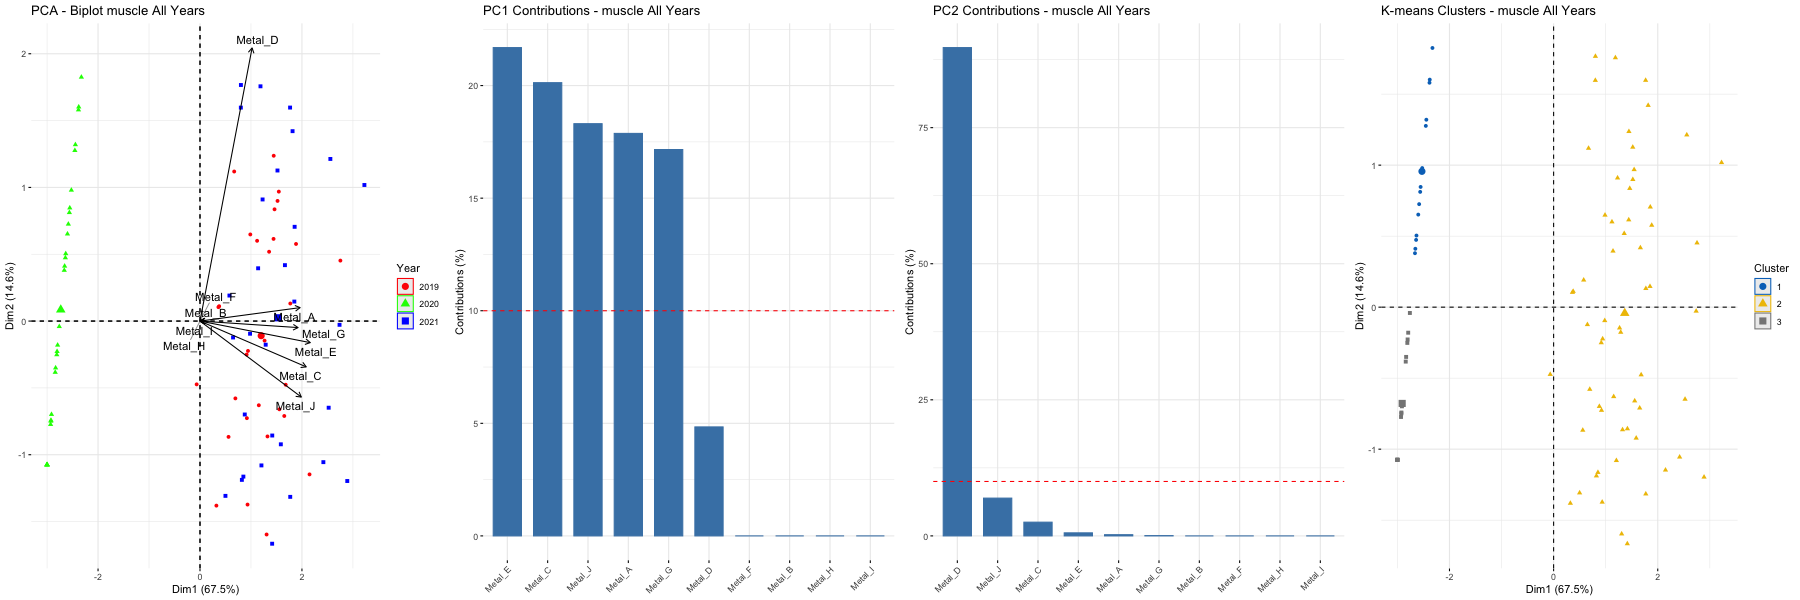 PCA - Biplot muscle All Years
Dim2 (14.6%)
2
1
0
-1
Metal_D
Metal_F
Metal_B
Metal_A
Metal_I
Metal_G
Metal_H
Metal_E
Metal_C
Metal_J
-2
0
2
Dim1 (67.5%)
Year
2019
2020
2021
PC1 Contributions - muscle All Years
Contributions (%)
20
15
10
5
0
Metal_E
Metal_C
Metal_J
Metal_A
Metal_G
Metal_D
Metal_F
Metal_B
Metal_H
Metal_I
PC2 Contributions - muscle All Years
Contributions (%)
75
50
25
0
Metal_D
Metal_J
Metal_C
Metal_E
Metal_A
Metal_G
Metal_B
Metal_F
Metal_H
Metal_I
K-means Clusters - muscle All Years
Dim2 (14.6%)
1
0
-1
-2
0
2
Dim1 (67.5%)
Cluster
1
2
3